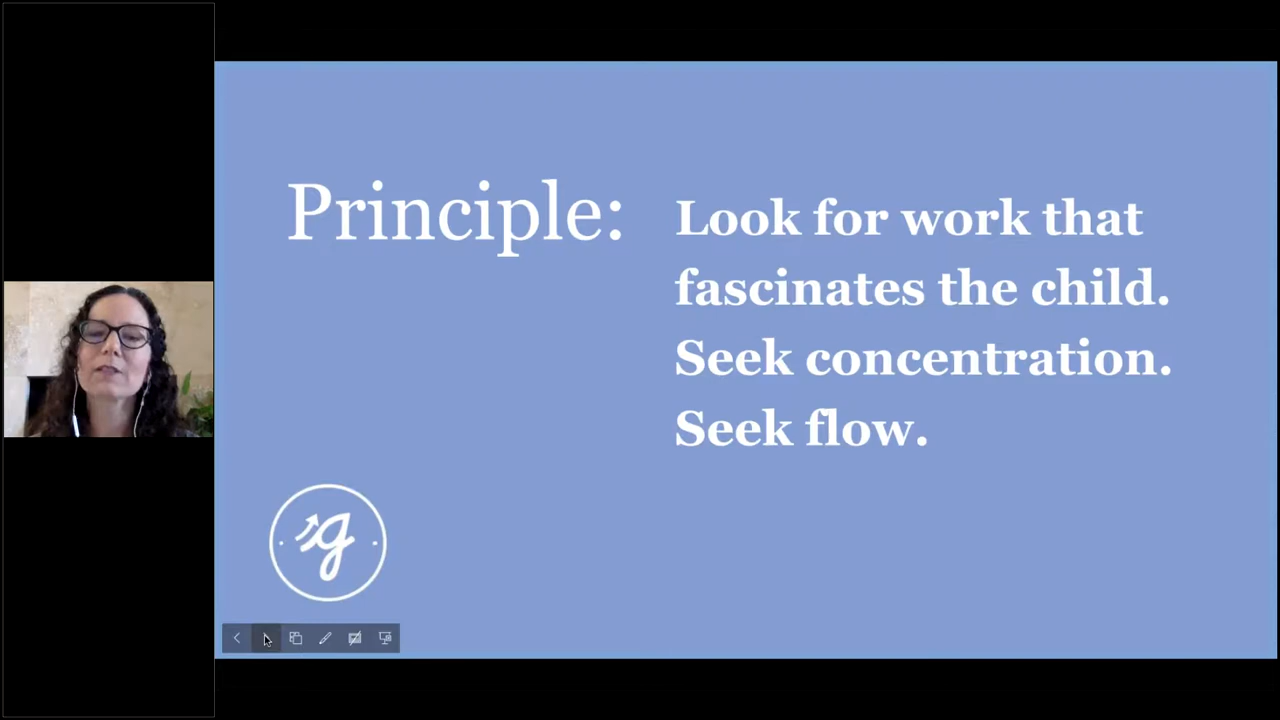 Principle:
Look for work that
fascinates the child.
Seek concentration.
Seek flow.
g